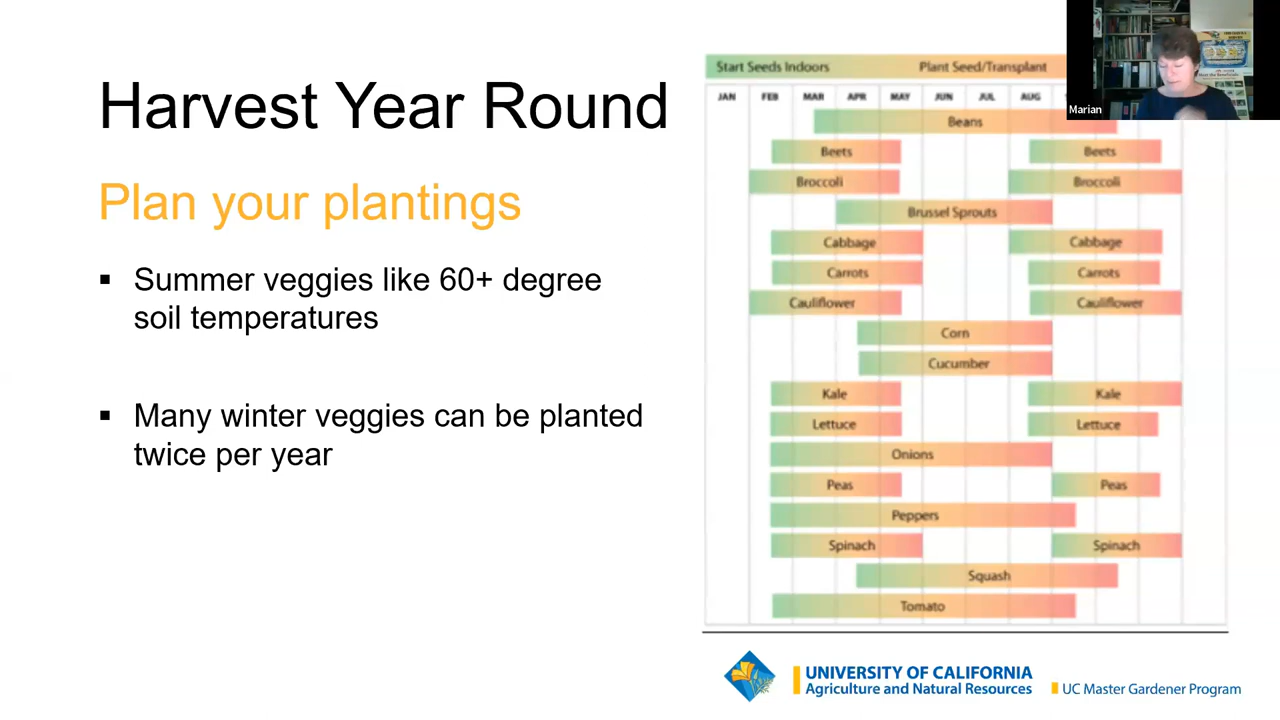 Harvest Year Round
Plan your plantings
▪ Summer veggies like 60+ degree
soil temperatures
▪ Many winter veggies can be planted
twice per year
Start Seeds Indoors Plant Seed/Transplant
JAN FEB MAR APR MAY JUN JUL AUG
Beans
Beets Beets
Broccoli Broccoli
Brussel Sprouts
Cabbage Cabbage
Carrots Carrots
Cauliflower Cauliflower
Corn
Cucumber
Kale Kale
Lettuce Lettuce
Onions
Peas Peas
Peppers
Spinach Spinach
Squash
Tomato
Marian
UNIVERSITY OF CALIFORNIA
Agriculture and Natural Resources
UC Master Gardener Program